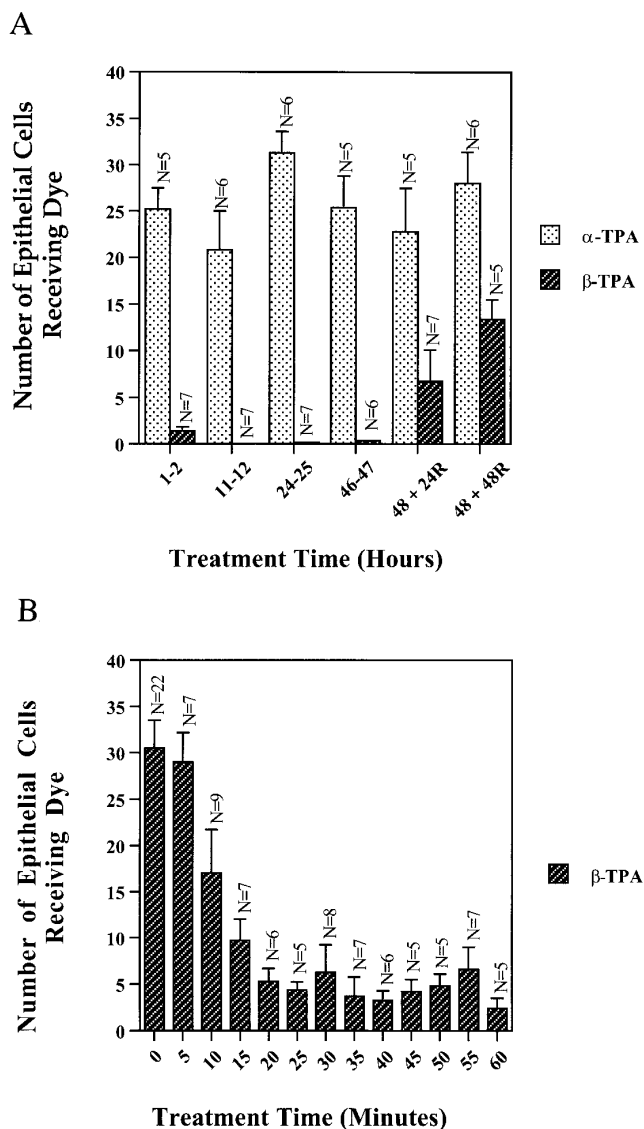 A
Number of Epithelial Cells
Receiving Dye
40
35
30
25
20
15
10
5
0
N=5
N=7
N=6
N=7
N=6
N=7
N=5
N=6
N=5
N=7
N=6
N=5
1-2
11-12
24-25
46-47
48 + 24R
48 + 48R
Treatment Time (Hours)
α-TPA
β-TPA
B
Number of Epithelial Cells
Receiving Dye
40
35
30
25
20
15
10
5
0
N=22
N=7
N=9
N=7
N=6
N=5
N=8
N=7
N=6
N=5
N=5
N=7
N=5
0
5
10
15
20
25
30
35
40
45
50
55
60
Treatment Time (Minutes)
β-TPA